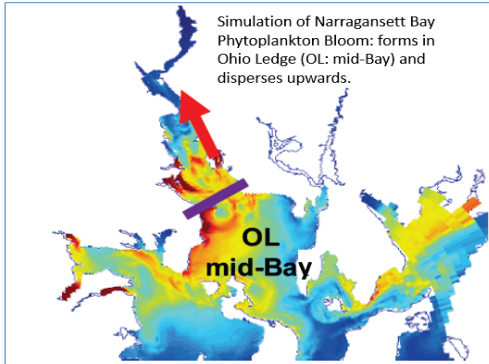 Simulation of Narragansett Bay
Phytoplankton Bloom: forms in
Ohio Ledge (OL: mid-Bay) and
disperses upwards.
OL
mid-Bay